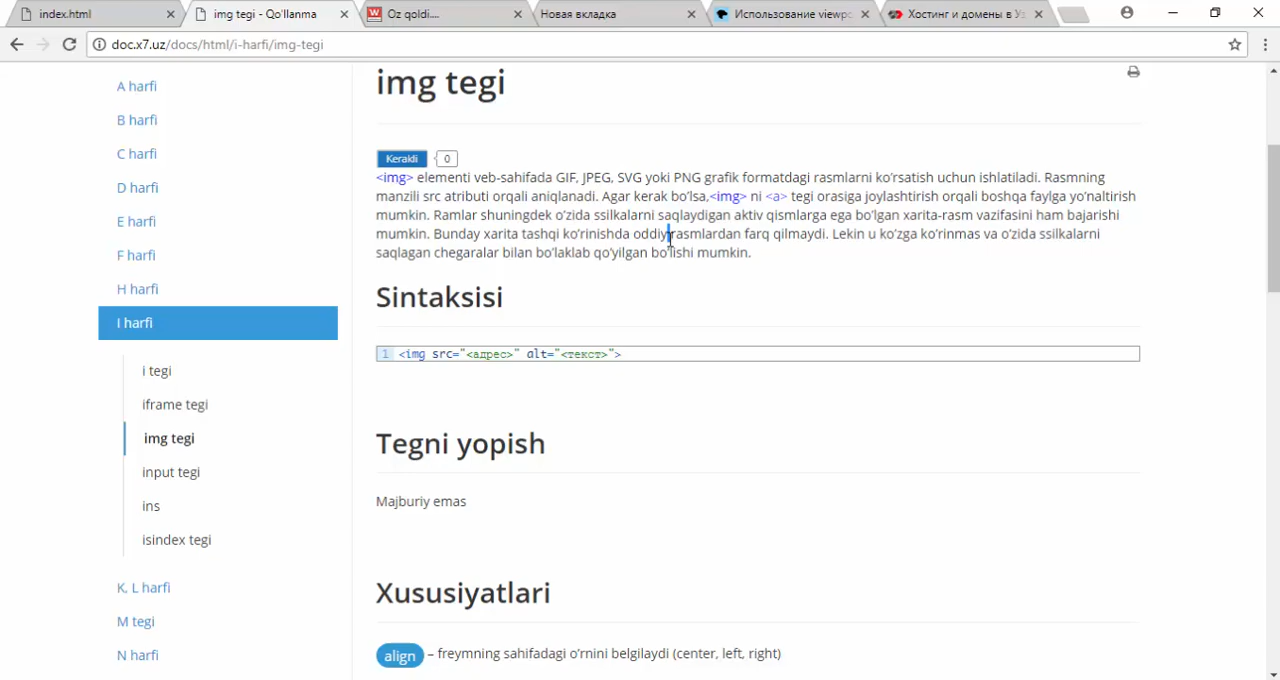 index.html
img tegi - Qo'llanma
Oz qoldi....
Новая вкладка
Использование viewpo
Хостинг и домены в Уз
doc.x7.uz/docs/html/i-harfi/img-tegi
A harfi
B harfi
C harfi
D harfi
E harfi
F harfi
H harfi
I harfi
i tegi
iframe tegi
img tegi
input tegi
ins
isindex tegi
K, L harfi
M tegi
N harfi
img tegi
Kerakli 0
<img> elementi veb-sahifada GIF, JPEG, SVG yoki PNG grafik formatdagi rasmlarni ko’rsatish uchun ishlatiladi. Rasmning
manzili src atributi orqali aniqlanadi. Agar kerak bo’lsa,<img> ni <a> tegi orasiga joylashtirish orqali boshqa faylga yo’naltirish
mumkin. Ramlar shuningdek o’zida ssilkalarni saqlaydigan aktiv qismlarga ega bo’lgan xarita-rasm vazifasini ham bajarishi
mumkin. Bunday xarita tashqi ko’rinishda oddiy rasmlardan farq qilmaydi. Lekin u ko’zga ko’rinmas va o’zida ssilkalarni
saqlagan chegaralar bilan bo’laklab qo’yilgan bo’lishi mumkin.
Sintaksisi
1 <img src="<адрес>" alt="<текст>">
Tegni yopish
Majburiy emas
Xususiyatlari
align – freymning sahifadagi o’rnini belgilaydi (center, left, right)